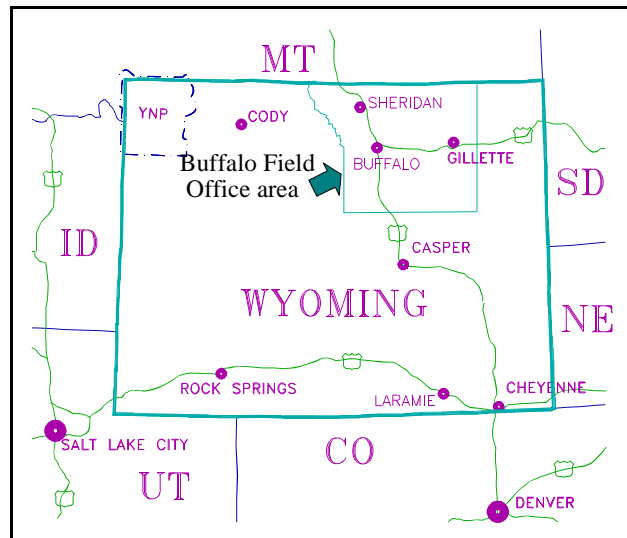 MT
SHERIDAN
YNP
CODY
BUFFALO
GILLETTE
Buffalo Field
Office area
SD
ID
CASPER
WYOMING
NE
ROCK SPRINGS
LARAMIE
CHEYENNE
SALT LAKE CITY
CO
UT
DENVER